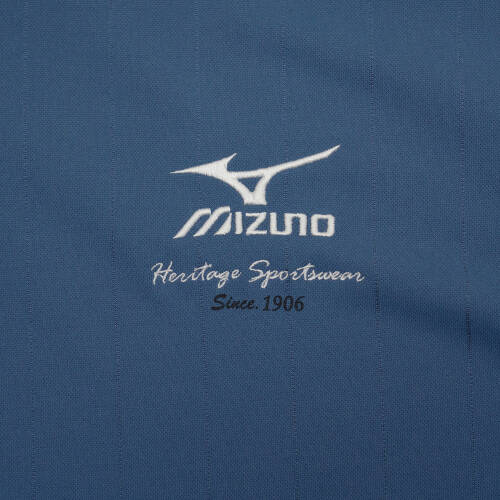 MIZUNO
Heritage Sportswear
Since. 1906